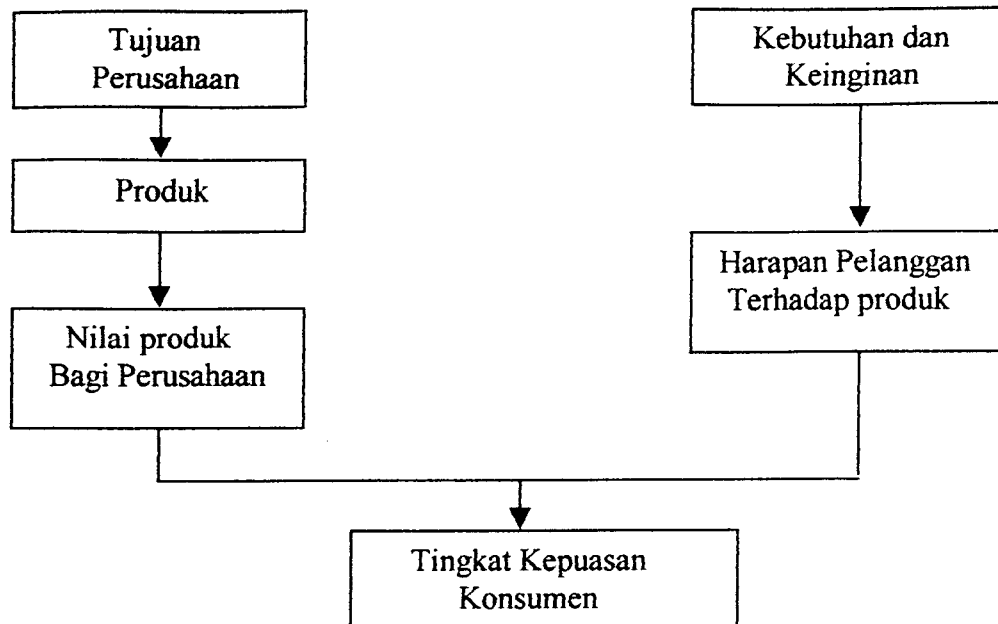 Tujuan
Perusahaan
Kebutuhan dan
Keinginan
Produk
Harapan Pelanggan
Terhadap produk
Nilai produk
Bagi Perusahaan
Tingkat Kepuasan
Konsumen